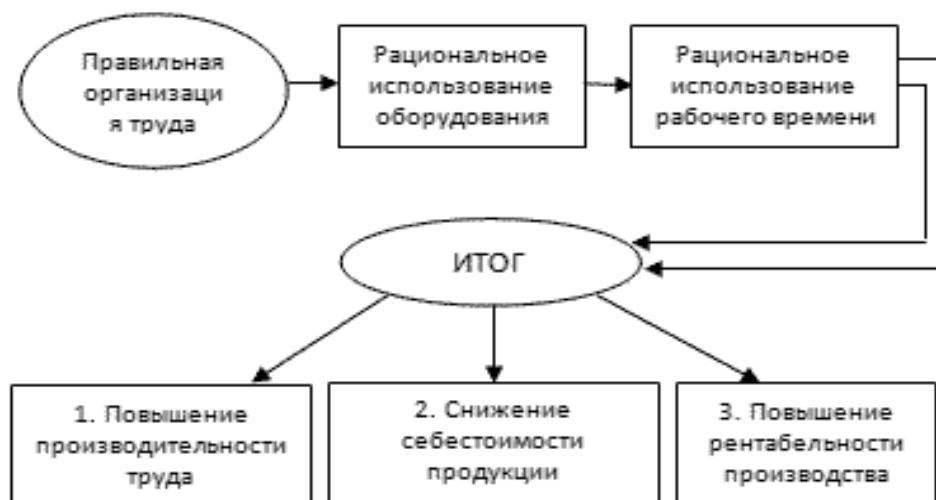 Правильная
организаци
я труда
Рациональное
использование
оборудования
Рациональное
использование
рабочего времени
ИТОГ
1. Повышение
производительности
труда
2. Снижение
себестоимости
продукции
3. Повышение
рентабельности
производства